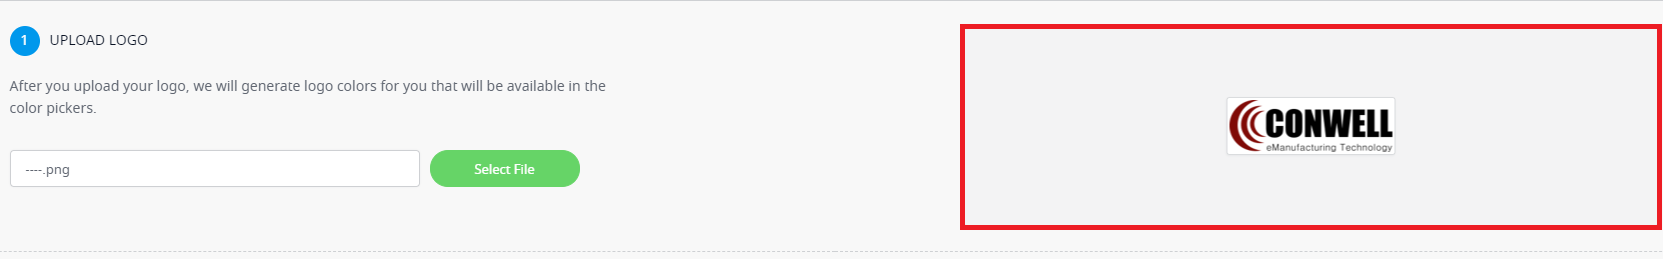 1 UPLOAD LOGO
After you upload your logo, we will generate logo colors for you that will be available in the
color pickers.
----.png
Select File
CONWELL
eManufacturing Technology